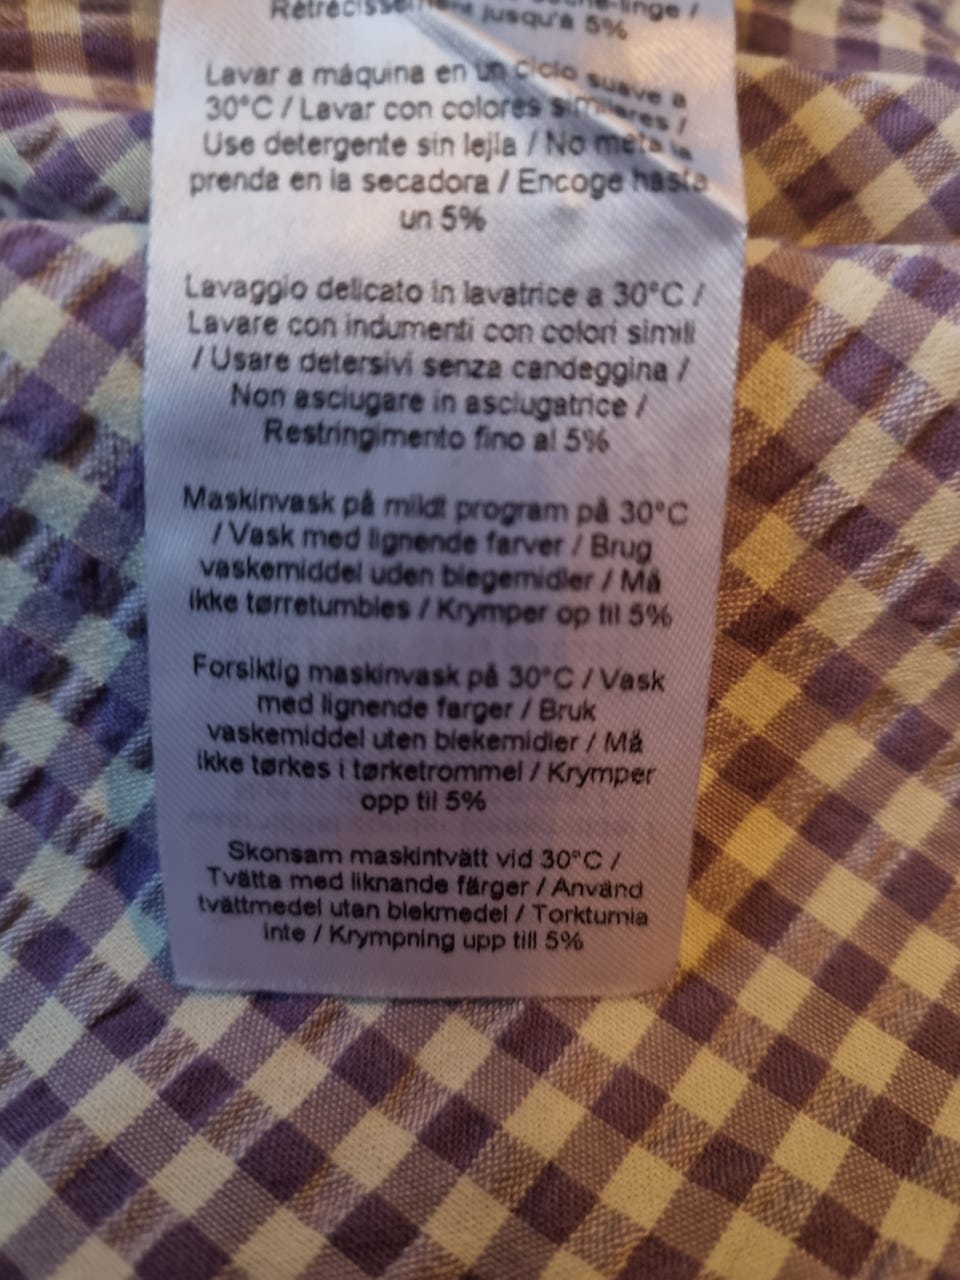 Rétrécissement jusqu'à 5%
Lavar a máquina en un ciclo suave a
30°C / Lavar con colores similares /
Use detergente sin lejía / No meta la
prenda en la secadora / Encoge hasta
un 5%
Lavaggio delicato in lavatrice a 30°C /
Lavare con indumenti con colori simili
/ Usare detersivi senza candeggina /
Non asciugare in asciugatrice /
Restringimento fino al 5%
Maskinvask på mildt program på 30°C
/ Vask med lignende farver / Brug
vaskemiddel uden blegemidler / Må
ikke tørretumbles / Krymper op til 5%
Forsiktig maskinvask på 30°C / Vask
med lignende farger / Bruk
vaskemiddel uten blekemidler / Må
ikke tørkes i tørketrommel / Krymper
opp til 5%
Skonsam maskintvätt vid 30°C /
Tvätta med liknande färger / Använd
tvättmedel utan blekmedel / Torktumla
inte / Krympning upp till 5%